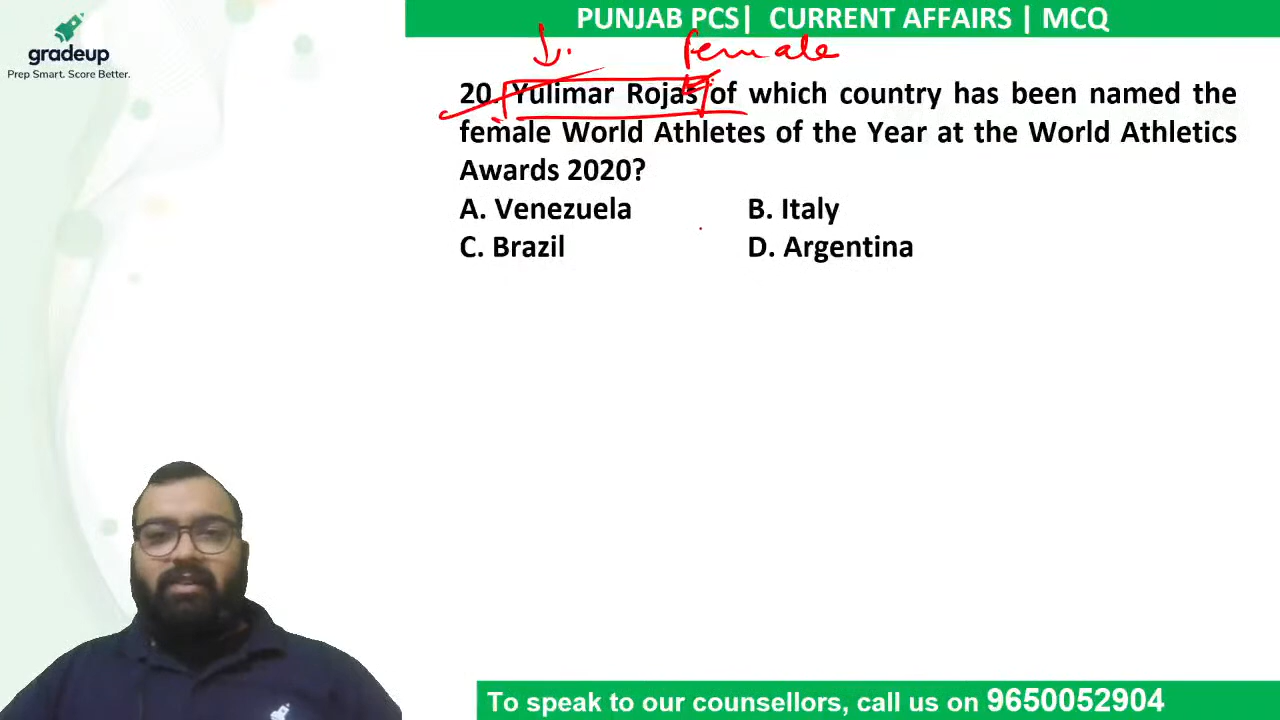 PUNJAB PCS| CURRENT AFFAIRS | MCQ
gradeup
Prep Smart. Score Better.
female
20. Yulimar Rojas of which country has been named the
female World Athletes of the Year at the World Athletics
Awards 2020?
A. Venezuela B. Italy
C. Brazil D. Argentina
To speak to our counsellors, call us on 9650052904